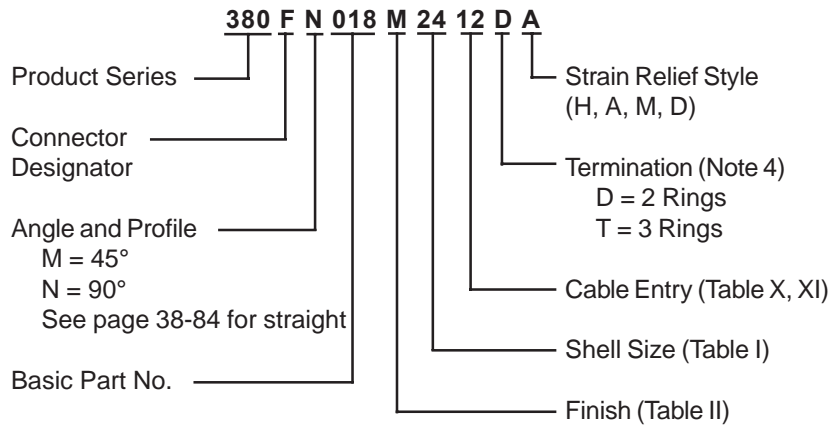 380 F N 018 M 24 12 D A
Product Series
Connector
Designator
Angle and Profile
M = 45°
N = 90°
See page 38-84 for straight
Basic Part No.
Strain Relief Style
(H, A, M, D)
Termination (Note 4)
D = 2 Rings
T = 3 Rings
Cable Entry (Table X, XI)
Shell Size (Table I)
Finish (Table II)